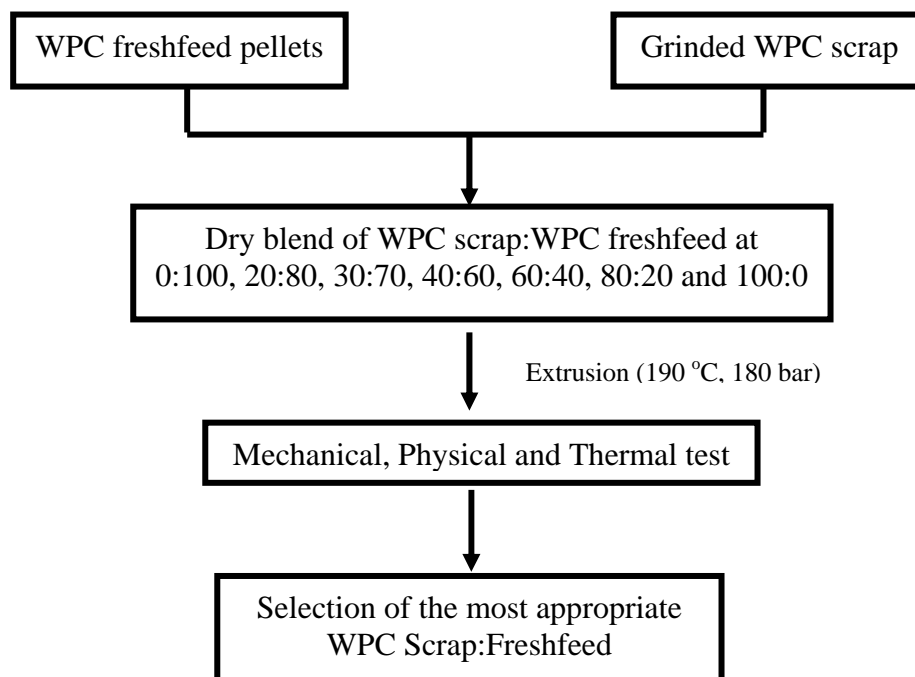 WPC freshfeed pellets
Grinded WPC scrap
Dry blend of WPC scrap:WPC freshfeed at
0:100, 20:80, 30:70, 40:60, 60:40, 80:20 and 100:0
Extrusion (190 °C, 180 bar)
Mechanical, Physical and Thermal test
Selection of the most appropriate
WPC Scrap:Freshfeed